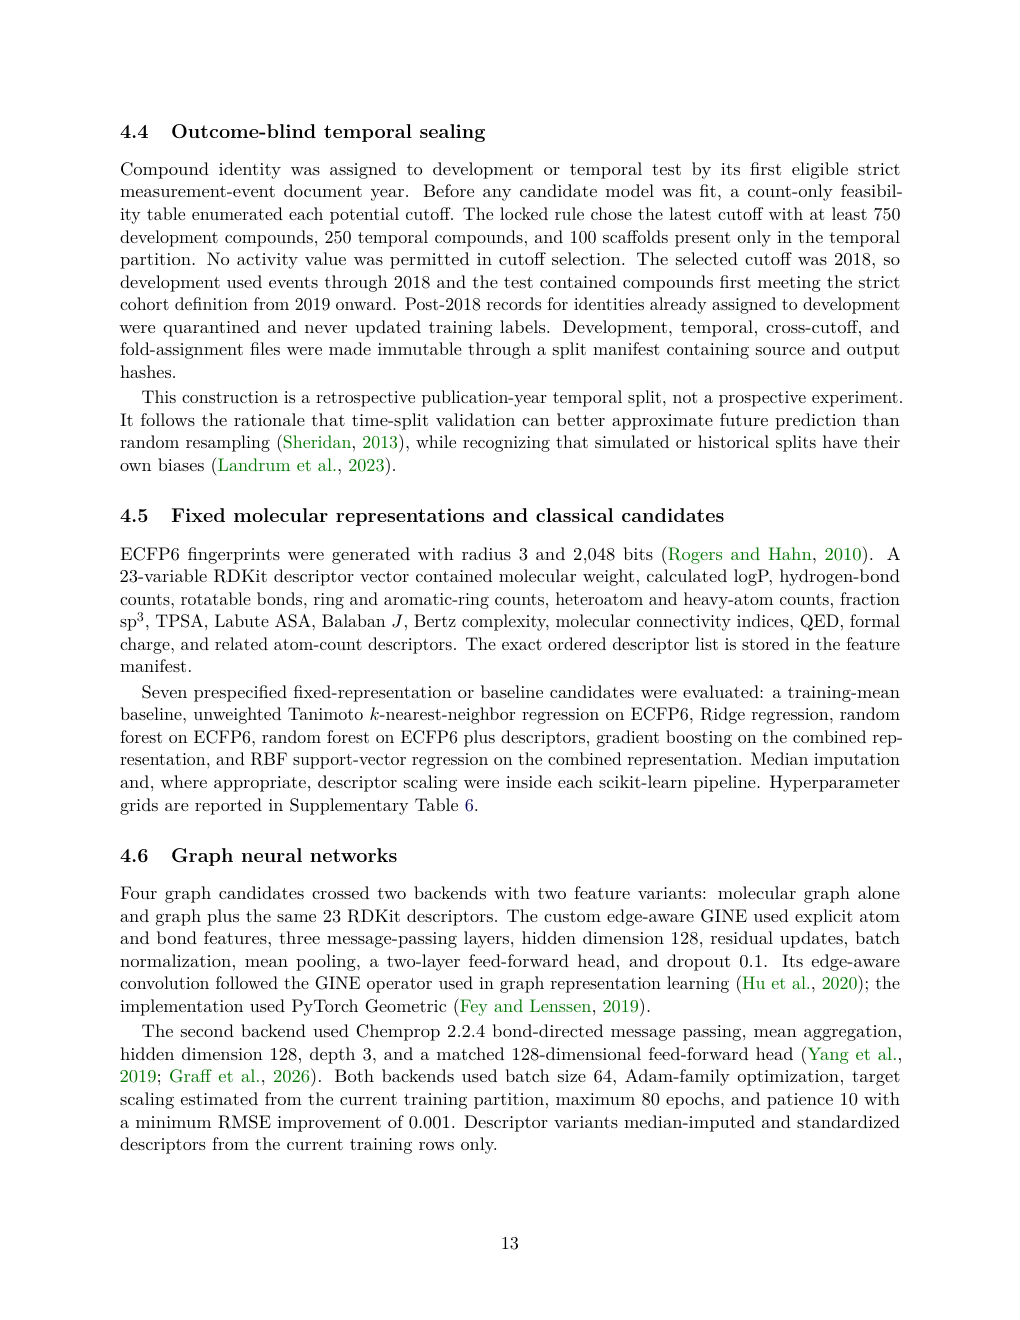 4.4 Outcome-blind temporal sealing
Compound identity was assigned to development or temporal test by its first eligible strict
measurement-event document year. Before any candidate model was fit, a count-only feasibil-
ity table enumerated each potential cutoff. The locked rule chose the latest cutoff with at least 750
development compounds, 250 temporal compounds, and 100 scaffolds present only in the temporal
partition. No activity value was permitted in cutoff selection. The selected cutoff was 2018, so
development used events through 2018 and the test contained compounds first meeting the strict
cohort definition from 2019 onward. Post-2018 records for identities already assigned to development
were quarantined and never updated training labels. Development, temporal, cross-cutoff, and
fold-assignment files were made immutable through a split manifest containing source and output
hashes.
This construction is a retrospective publication-year temporal split, not a prospective experiment.
It follows the rationale that time-split validation can better approximate future prediction than
random resampling (Sheridan, 2013), while recognizing that simulated or historical splits have their
own biases (Landrum et al., 2023).
4.5 Fixed molecular representations and classical candidates
ECFP6 fingerprints were generated with radius 3 and 2,048 bits (Rogers and Hahn, 2010). A
23-variable RDKit descriptor vector contained molecular weight, calculated logP, hydrogen-bond
counts, rotatable bonds, ring and aromatic-ring counts, heteroatom and heavy-atom counts, fraction
sp³, TPSA, Labute ASA, Balaban J, Bertz complexity, molecular connectivity indices, QED, formal
charge, and related atom-count descriptors. The exact ordered descriptor list is stored in the feature
manifest.
Seven prespecified fixed-representation or baseline candidates were evaluated: a training-mean
baseline, unweighted Tanimoto k-nearest-neighbor regression on ECFP6, Ridge regression, random
forest on ECFP6, random forest on ECFP6 plus descriptors, gradient boosting on the combined rep-
resentation, and RBF support-vector regression on the combined representation. Median imputation
and, where appropriate, descriptor scaling were inside each scikit-learn pipeline. Hyperparameter
grids are reported in Supplementary Table 6.
4.6 Graph neural networks
Four graph candidates crossed two backends with two feature variants: molecular graph alone
and graph plus the same 23 RDKit descriptors. The custom edge-aware GINE used explicit atom
and bond features, three message-passing layers, hidden dimension 128, residual updates, batch
normalization, mean pooling, a two-layer feed-forward head, and dropout 0.1. Its edge-aware
convolution followed the GINE operator used in graph representation learning (Hu et al., 2020); the
implementation used PyTorch Geometric (Fey and Lenssen, 2019).
The second backend used Chemprop 2.2.4 bond-directed message passing, mean aggregation,
hidden dimension 128, depth 3, and a matched 128-dimensional feed-forward head (Yang et al.,
2019; Graff et al., 2026). Both backends used batch size 64, Adam-family optimization, target
scaling estimated from the current training partition, maximum 80 epochs, and patience 10 with
a minimum RMSE improvement of 0.001. Descriptor variants median-imputed and standardized
descriptors from the current training rows only.
13